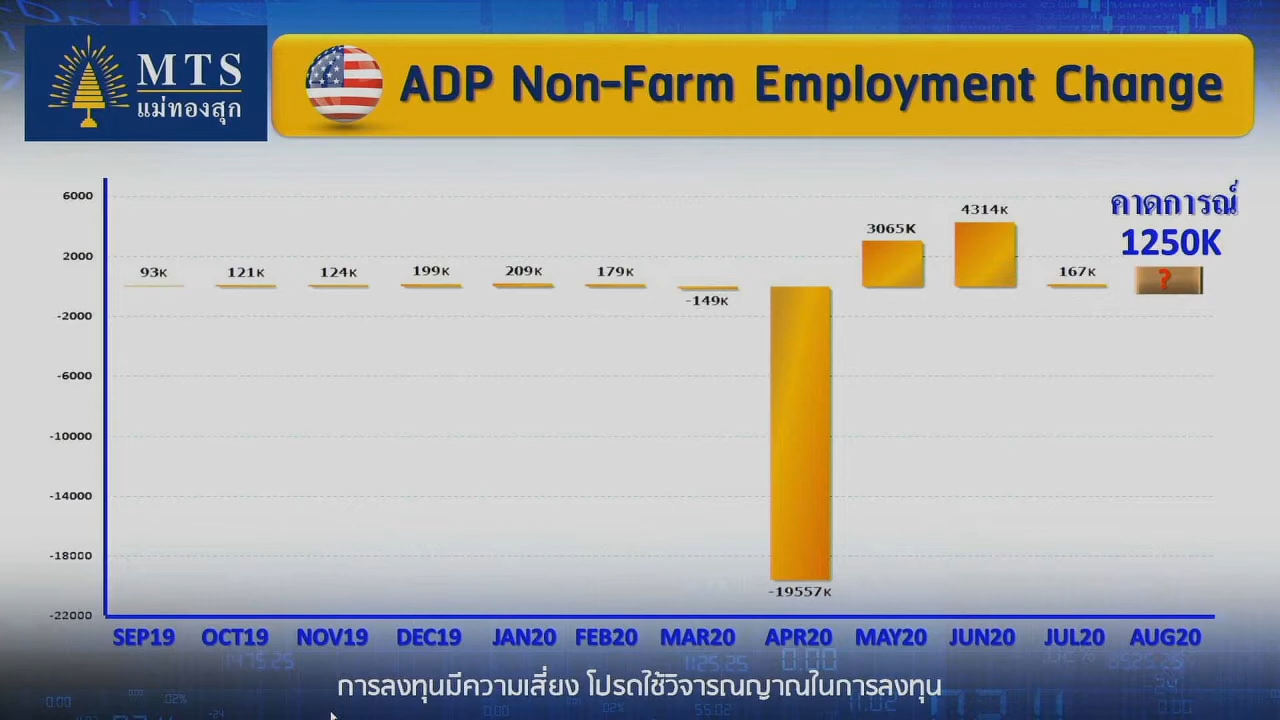 MTS
แม่ทองสุก
ADP Non-Farm Employment Change
คาดการณ์
1250K
?
6000
2000
-2000
-6000
-10000
-14000
-18000
-22000
93K
121K
124K
199K
209K
179K
-149K
-19557K
3065K
4314K
167K
SEP19 OCT19 NOV19 DEC19 JAN20 FEB20 MAR20 APR20 MAY20 JUN20 JUL20 AUG20
การลงทุนมีความเสี่ยง โปรดใช้วิจารณญาณในการลงทุน